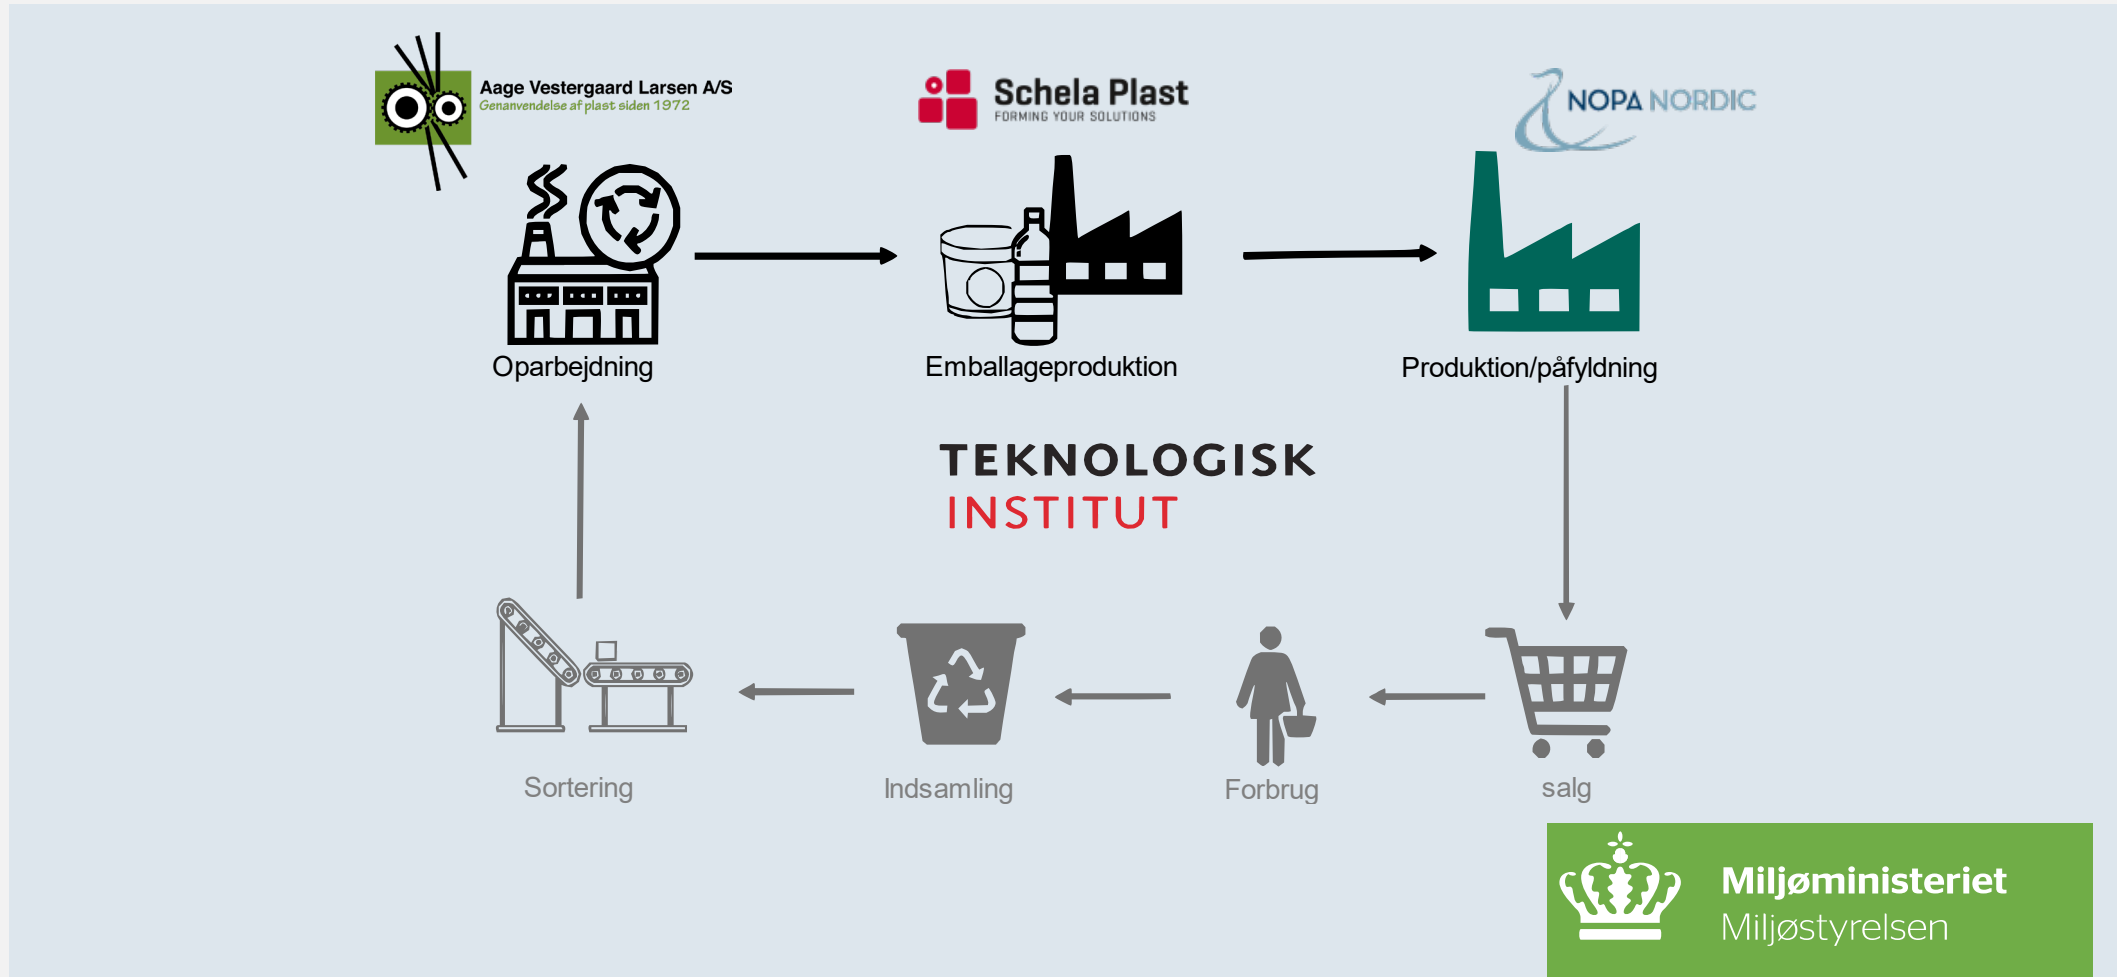 Aage Vestergaard Larsen A/S
Genanvendelse af plast siden 1972
Schela Plast
FORMING YOUR SOLUTIONS
NOPA NORDIC
Oparbejdning
Emballageproduktion
Produktion/påfyldning
TEKNOLOGISK
INSTITUT
Sortering
Indsamling
Forbrug
salg
Miljøministeriet
Miljøstyrelsen